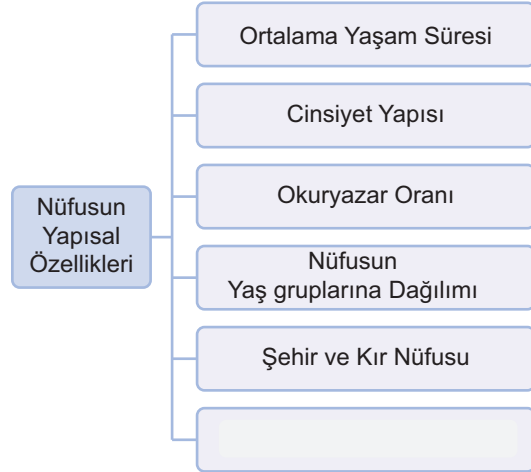 Ortalama Yaşam Süresi
Cinsiyet Yapısı
Okuryazar Oranı
Nüfusun
Yapısal
Özellikleri
Nüfusun
Yaş gruplarına Dağılımı
Şehir ve Kır Nüfusu